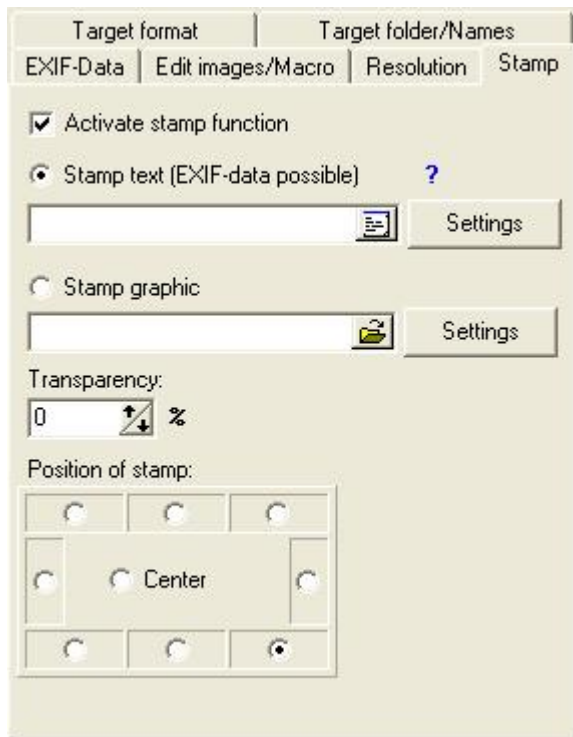 Target format Target folder/Names
EXIF-Data Edit images/Macro Resolution Stamp
Activate stamp function
Stamp text (EXIF-data possible) ?
Settings
Stamp graphic
Settings
Transparency:
0 %
Position of stamp:
Center